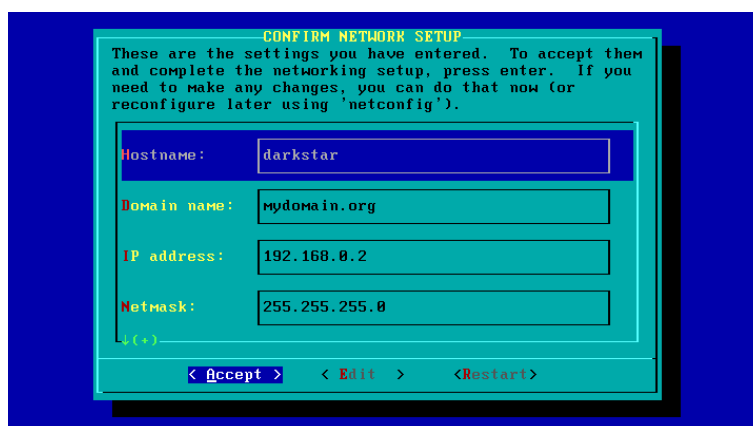 CONFIRM NETWORK SETUP
These are the settings you have entered.  To accept them
and complete the networking setup, press enter.  If you
need to make any changes, you can do that now (or
reconfigure later using 'netconfig').
Hostname: darkstar
Domain name: mydomain.org
IP address: 192.168.0.2
Netmask: 255.255.255.0
↓(+)
< Accept > < Edit > <Restart>